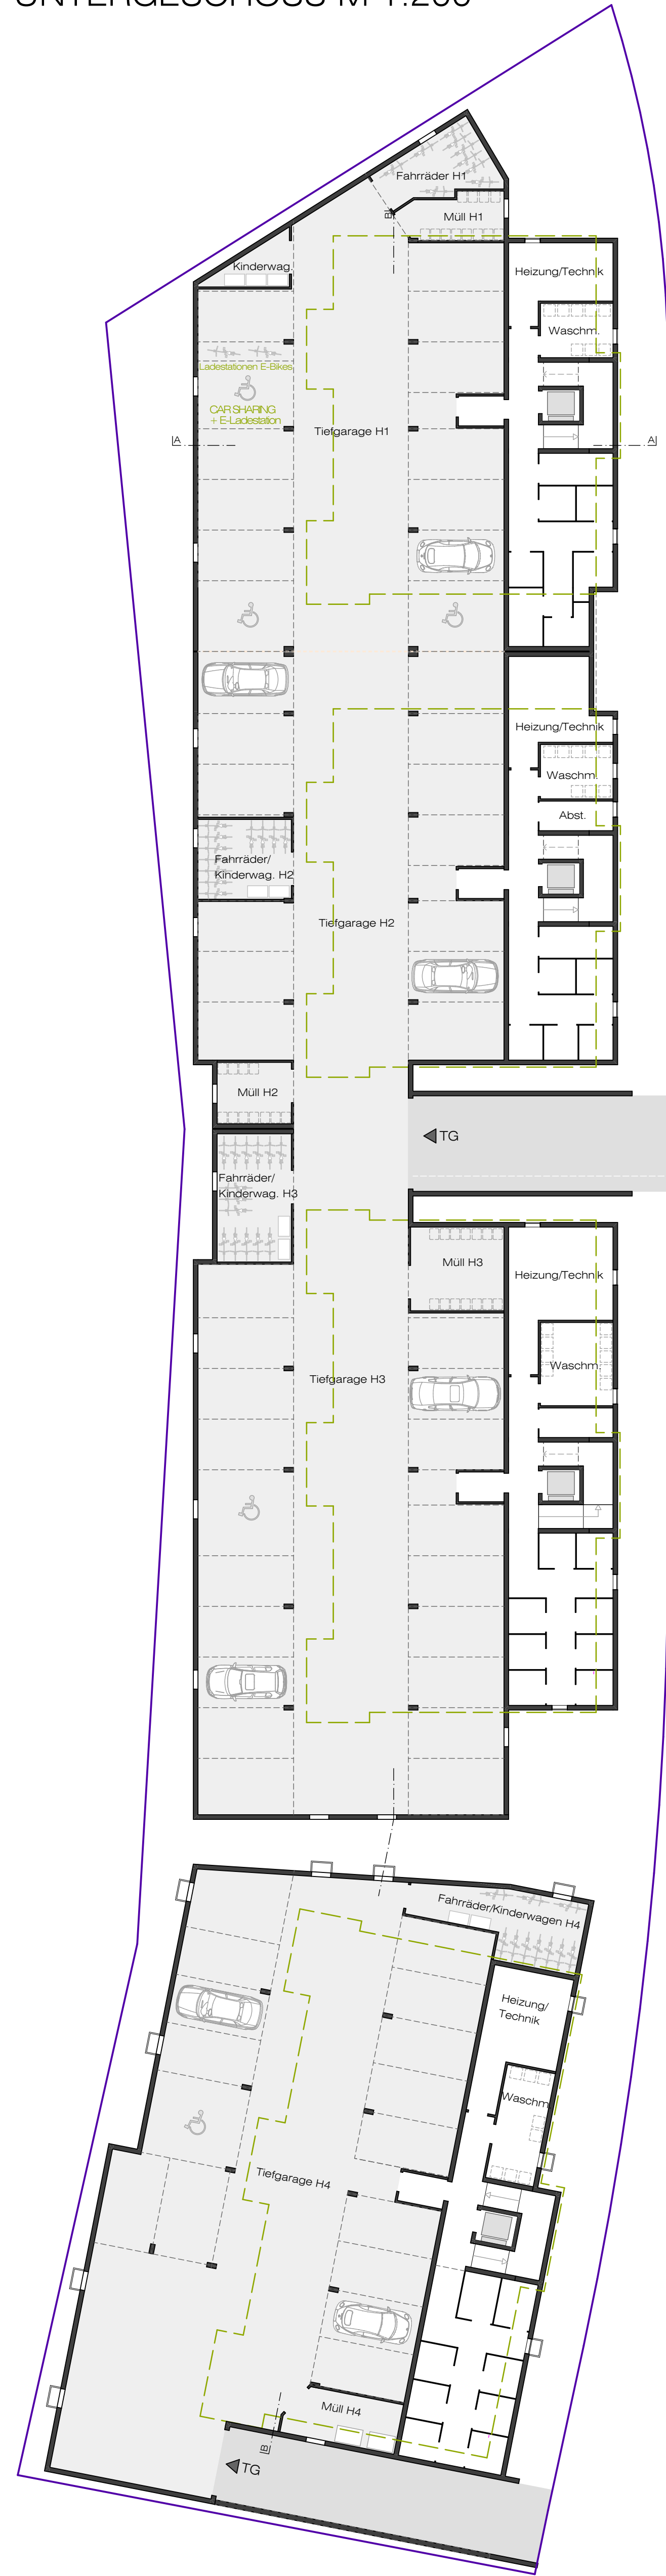 UNTERGESCHOSS M 1:200
Fahrräder H1
B
Müll H1
Kinderwag.
Heizung/Technik
Waschm.
Ladestationen E-Bikes
CAR SHARING
+ E-Ladestation
Tiefgarage H1
A
A
Heizung/Technik
Waschm.
Abst.
Fahrräder/
Kinderwag. H2
Tiefgarage H2
Müll H2
TG
Fahrräder/
Kinderwag. H3
Müll H3
Heizung/Technik
Waschm.
Tiefgarage H3
Fahrräder/Kinderwagen H4
Heizung/
Technik
Waschm.
Tiefgarage H4
Müll H4
B
TG